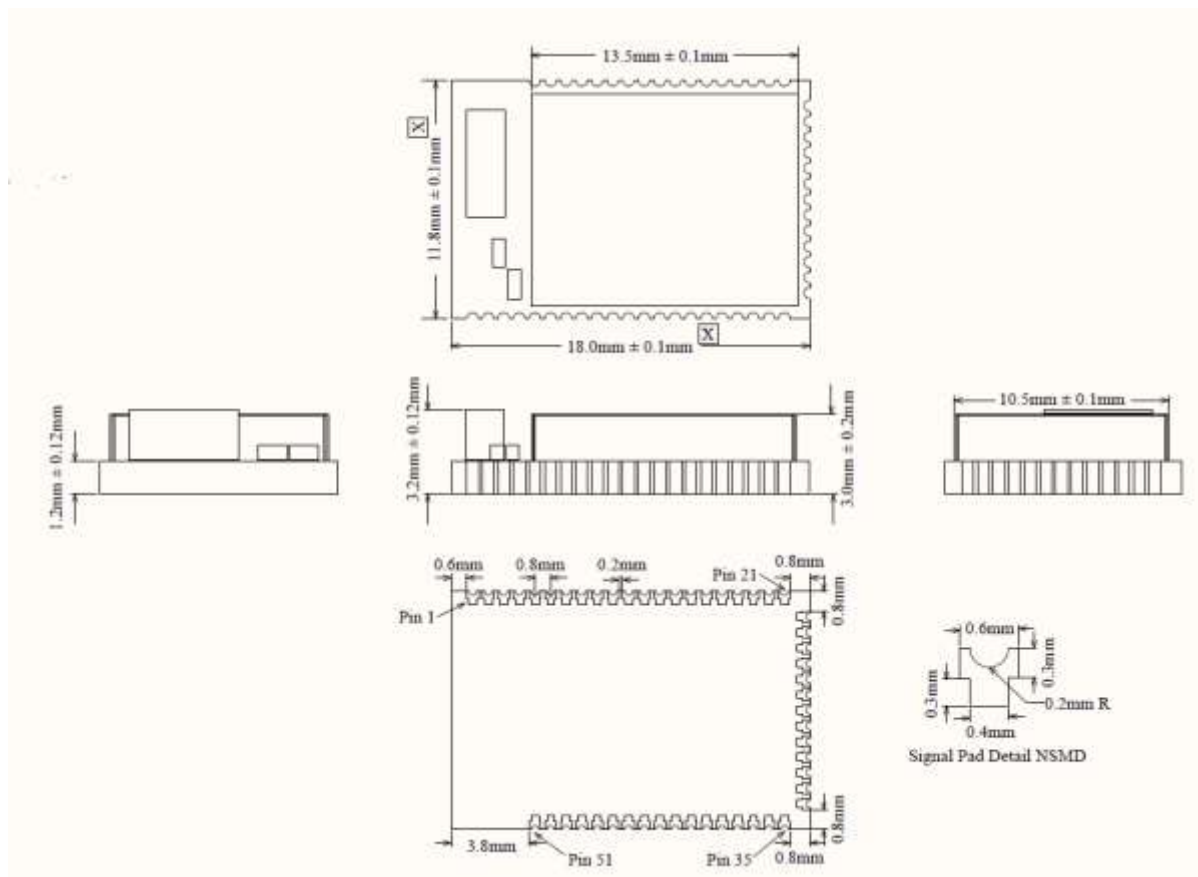 13.5mm ± 0.1mm
X
11.8mm ± 0.1mm
X
18.0mm ± 0.1mm
1.2mm ± 0.12mm
3.2mm ± 0.12mm
3.0mm ± 0.2mm
10.5mm ± 0.1mm
0.6mm
0.8mm
0.2mm
Pin 21
0.8mm
0.8mm
Pin 1
0.6mm
0.3mm
0.3mm
0.2mm R
0.4mm
Signal Pad Detail NSMD
0.8mm
3.8mm
Pin 51
Pin 35
0.8mm